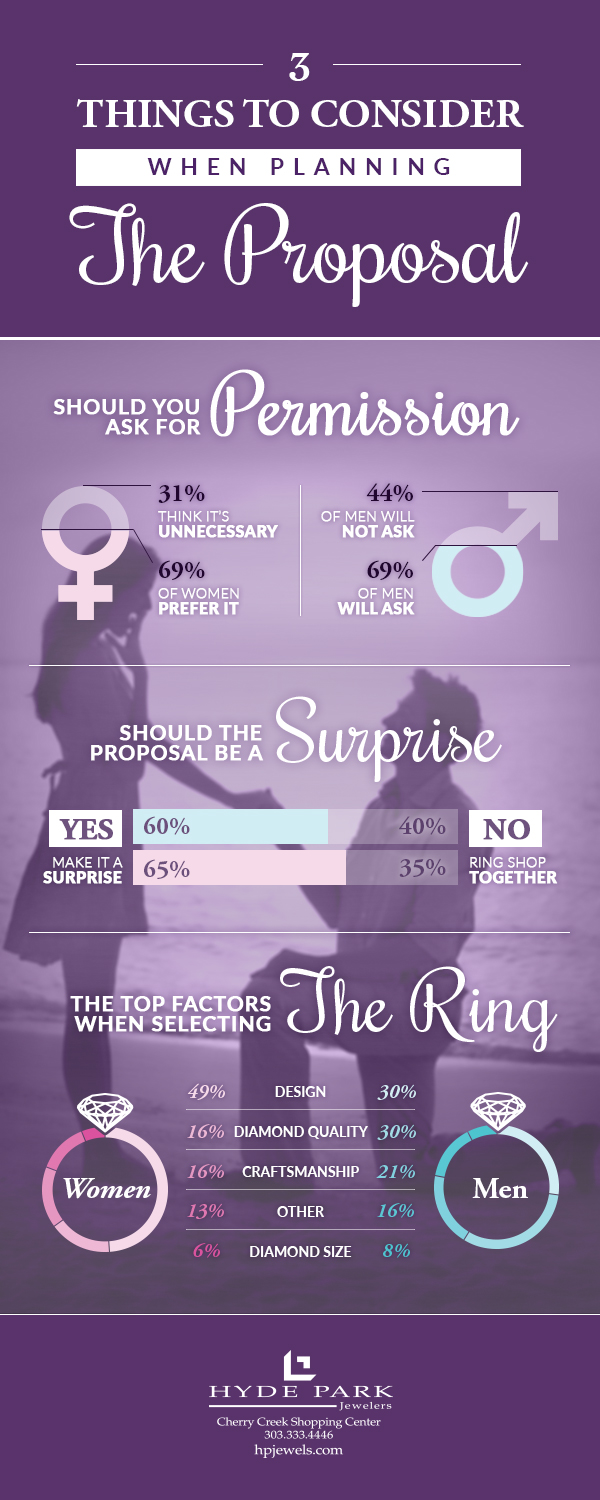 3
THINGS TO CONSIDER
WHEN PLANNING
The Proposal
SHOULD YOU
ASK FOR
Permission
31%
THINK IT'S
UNNECESSARY
69%
OF WOMEN
PREFER IT
44%
OF MEN WILL
NOT ASK
69%
OF MEN
WILL ASK
SHOULD THE
PROPOSAL BE A
Surprise
YES
60%
40%
NO
MAKE IT A
SURPRISE
65%
35%
RING SHOP
TOGETHER
THE TOP FACTORS
WHEN SELECTING
The Ring
Women
49% DESIGN 30%
16% DIAMOND QUALITY 30%
16% CRAFTSMANSHIP 21%
13% OTHER 16%
6% DIAMOND SIZE 8%
Men
HYDE PARK
Jewelers
Cherry Creek Shopping Center
303.333.4446
hpjewels.com